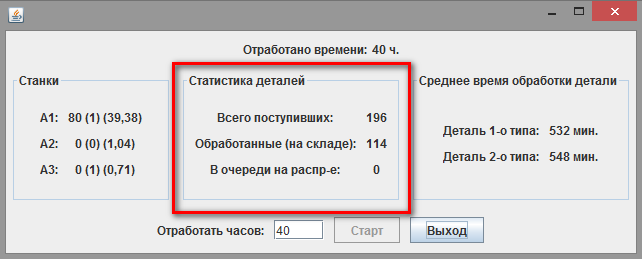 Отработано времени: 40 ч.
Станки
A1: 80 (1) (39,38)
A2: 0 (0) (1,04)
A3: 0 (1) (0,71)
Статистика деталей
Всего поступивших: 196
Обработанные (на складе): 114
В очереди на распр-е: 0
Среднее время обработки детали
Деталь 1-о типа: 532 мин.
Деталь 2-о типа: 548 мин.
Отработать часов: 40 Старт Выход